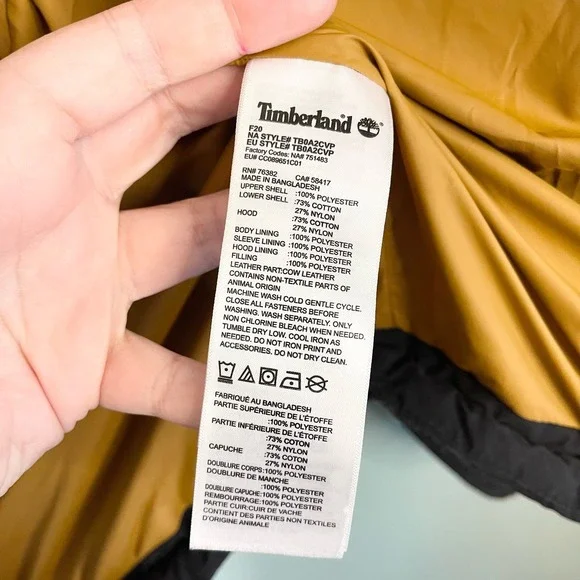 Timberland
F20
NA STYLE# TB0A2CVP
EU STYLE# TB0A2CVP
Factory Codes: NA# 751483
EU# CC089651C01
RN# 76382 CA# 58417
MADE IN BANGLADESH
UPPER SHELL :100% POLYESTER
LOWER SHELL :73% COTTON
27% NYLON
HOOD :73% COTTON
27% NYLON
BODY LINING :100% POLYESTER
SLEEVE LINING :100% POLYESTER
HOOD LINING :100% POLYESTER
FILLING :100% POLYESTER
LEATHER PART:COW LEATHER
CONTAINS NON-TEXTILE PARTS OF
ANIMAL ORIGIN
MACHINE WASH COLD GENTLE CYCLE.
CLOSE ALL FASTENERS BEFORE
WASHING. WASH SEPARATELY. ONLY
NON CHLORINE BLEACH WHEN NEEDED.
TUMBLE DRY LOW. COOL IRON AS
NEEDED. DO NOT IRON PRINT AND
ACCESSORIES. DO NOT DRY CLEAN.
FABRIQUÉ AU BANGLADESH
PARTIE SUPÉRIEURE DE L'ÉTOFFE
:100% POLYESTER
PARTIE INFÉRIEURE DE L'ÉTOFFE
:73% COTON
27% NYLON
CAPUCHE :73% COTON
27% NYLON
DOUBLURE CORPS:100% POLYESTER
DOUBLURE DE MANCHE
:100% POLYESTER
DOUBLURE CAPUCHE:100% POLYESTER
REMBOURRAGE:100% POLYESTER
PARTIE CUIR:CUIR DE VACHE
CONTIENT DES PARTIES NON TEXTILES
D'ORIGINE ANIMALE